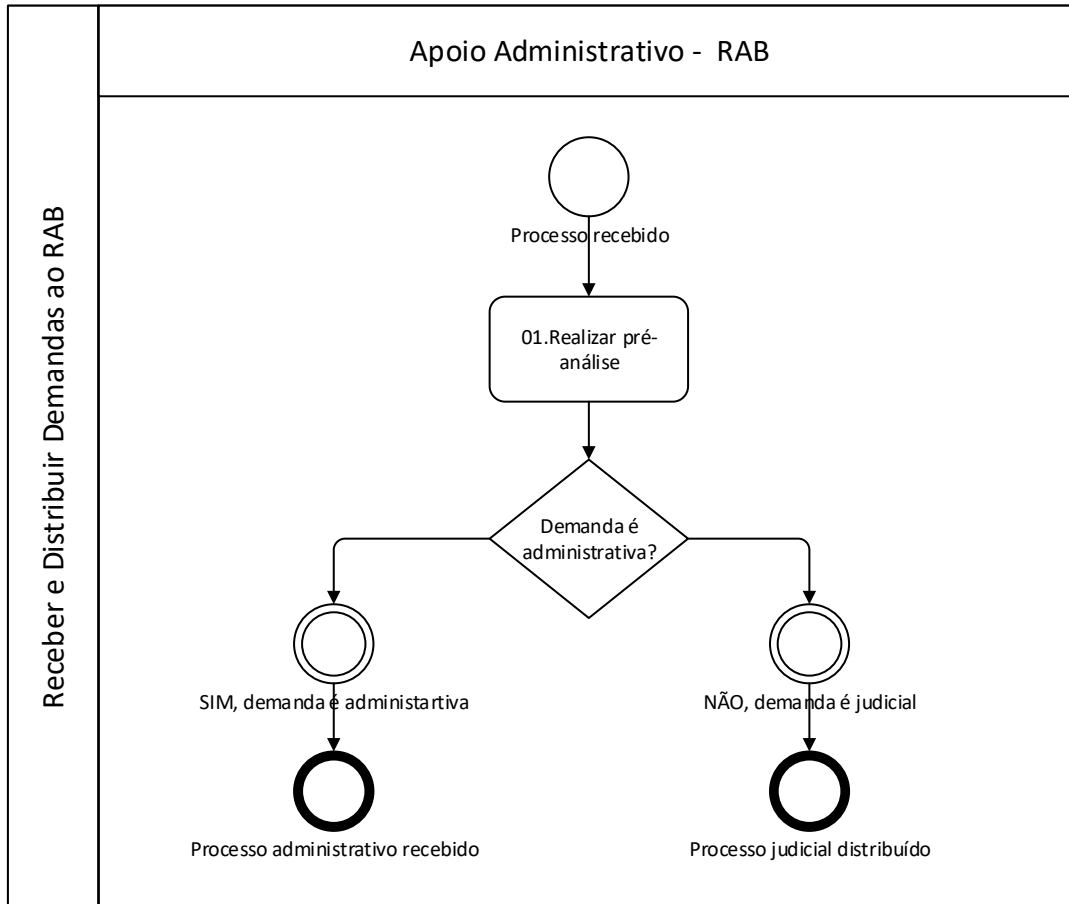 Apoio Administrativo - RAB
Receber e Distribuir Demandas ao RAB
Processo recebido
01.Realizar pré-
análise
Demanda é
administrativa?
SIM, demanda é administartiva
NÃO, demanda é judicial
Processo administrativo recebido
Processo judicial distribuído